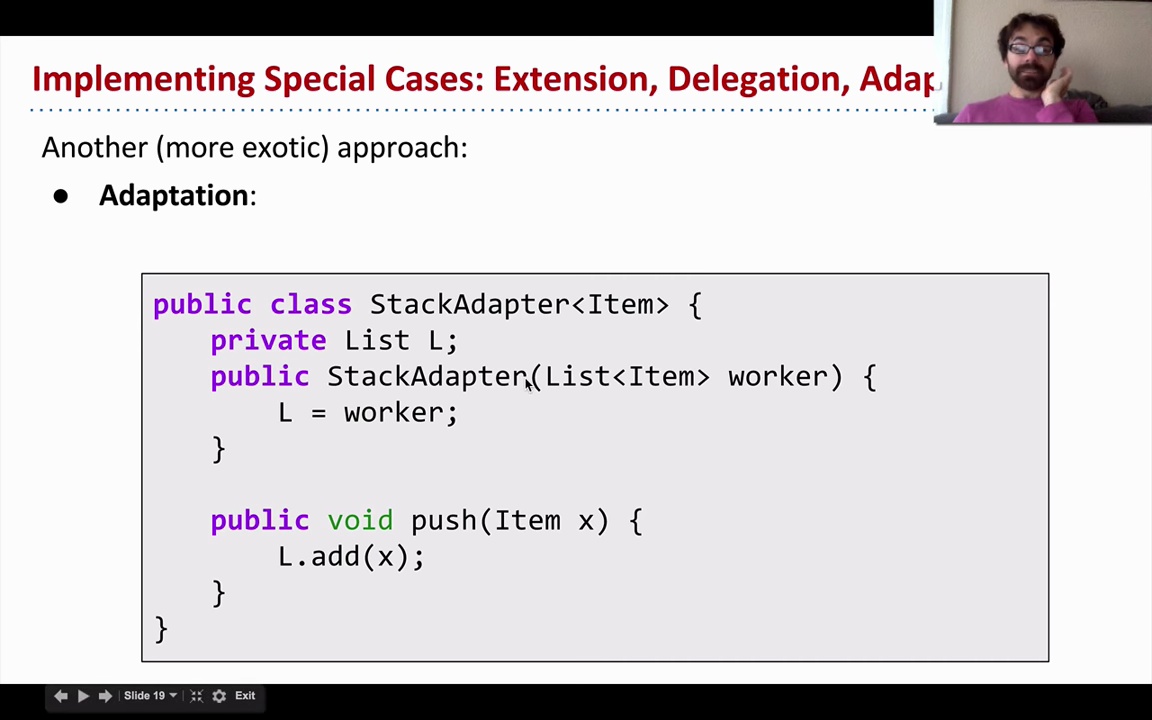 Implementing Special Cases: Extension, Delegation, Adap
Another (more exotic) approach:
● Adaptation:
public class StackAdapter<Item> {
private List L;
public StackAdapter(List<Item> worker) {
L = worker;
}
public void push(Item x) {
L.add(x);
}
}
Slide 19
Exit